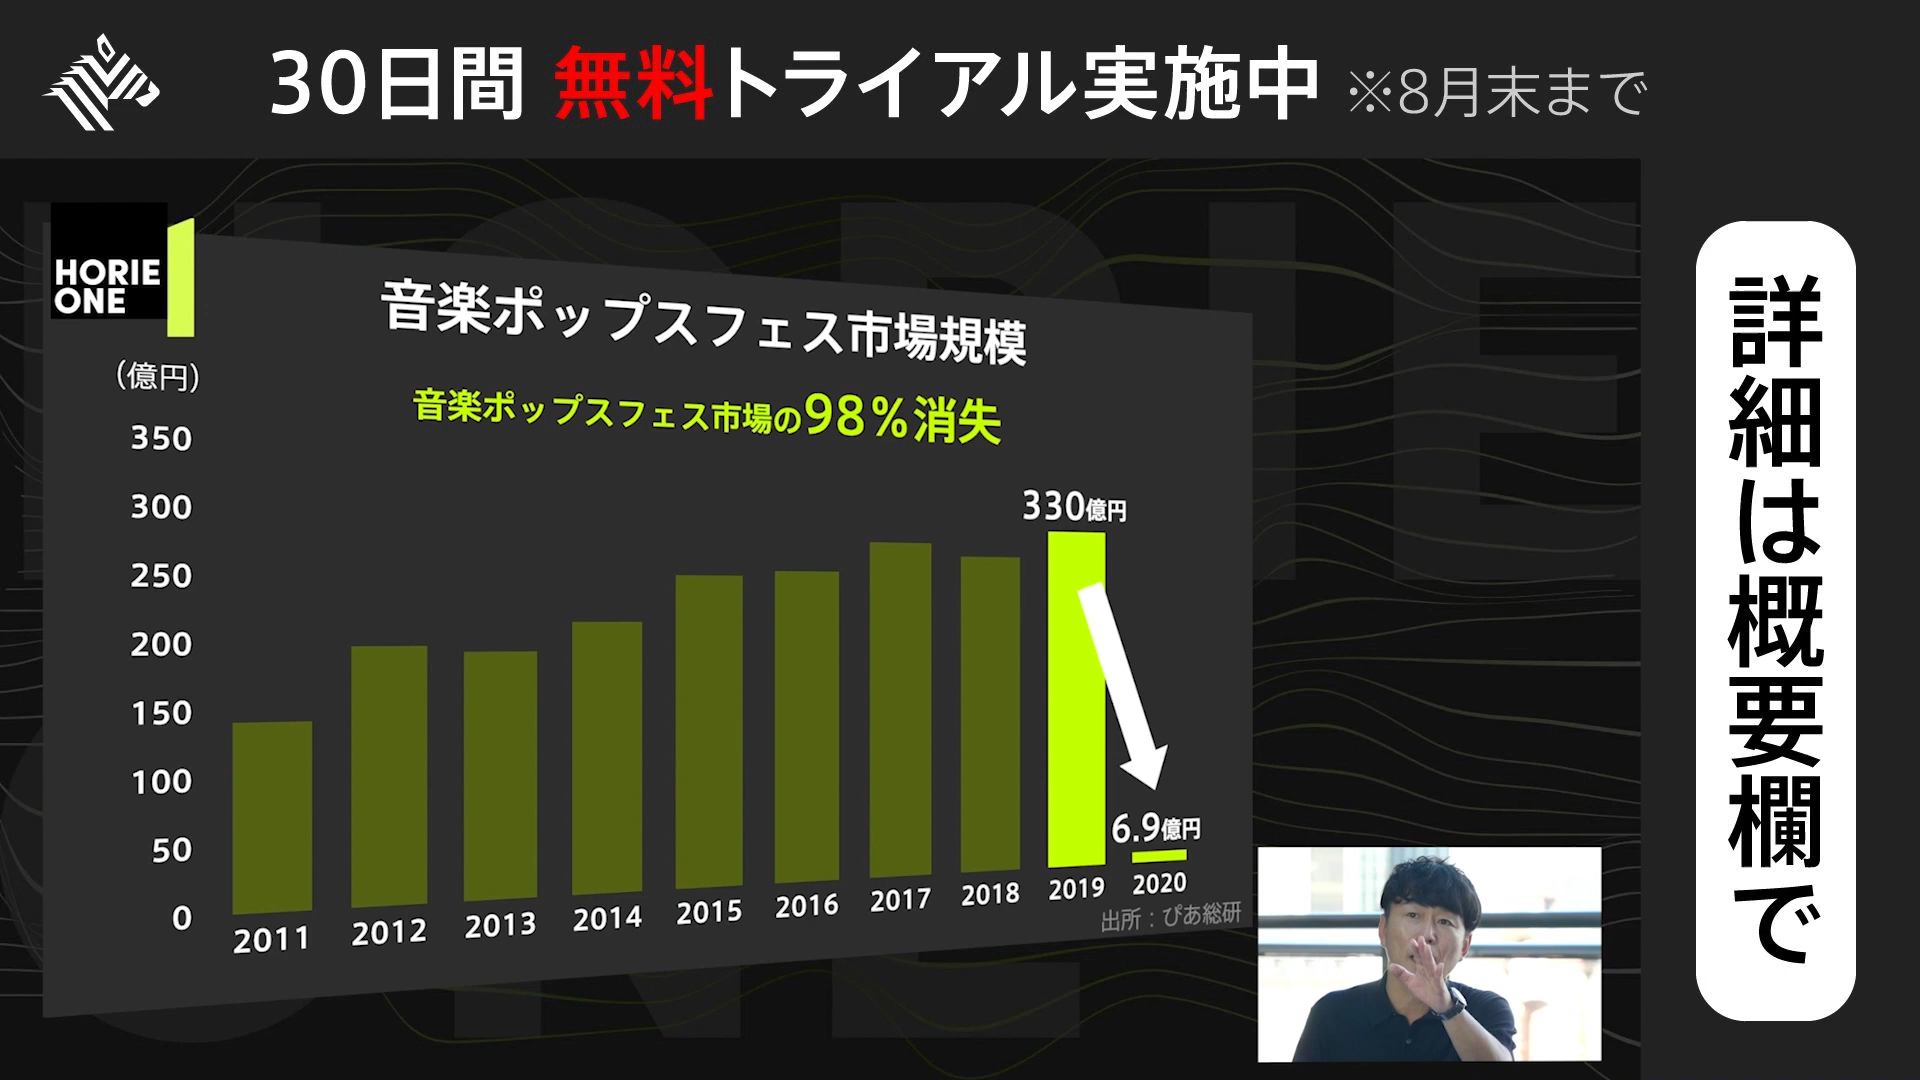 30日間 無料トライアル実施中 ※8月末まで
HORIE
ONE
音楽ポップスフェス市場規模
音楽ポップスフェス市場の98%消失
(億円)
350
300
250
200
150
100
50
0
330億円
6.9億円
2011 2012 2013 2014 2015 2016 2017 2018 2019 2020
出所：ぴあ総研
詳細は概要欄で
HORIE
ONE